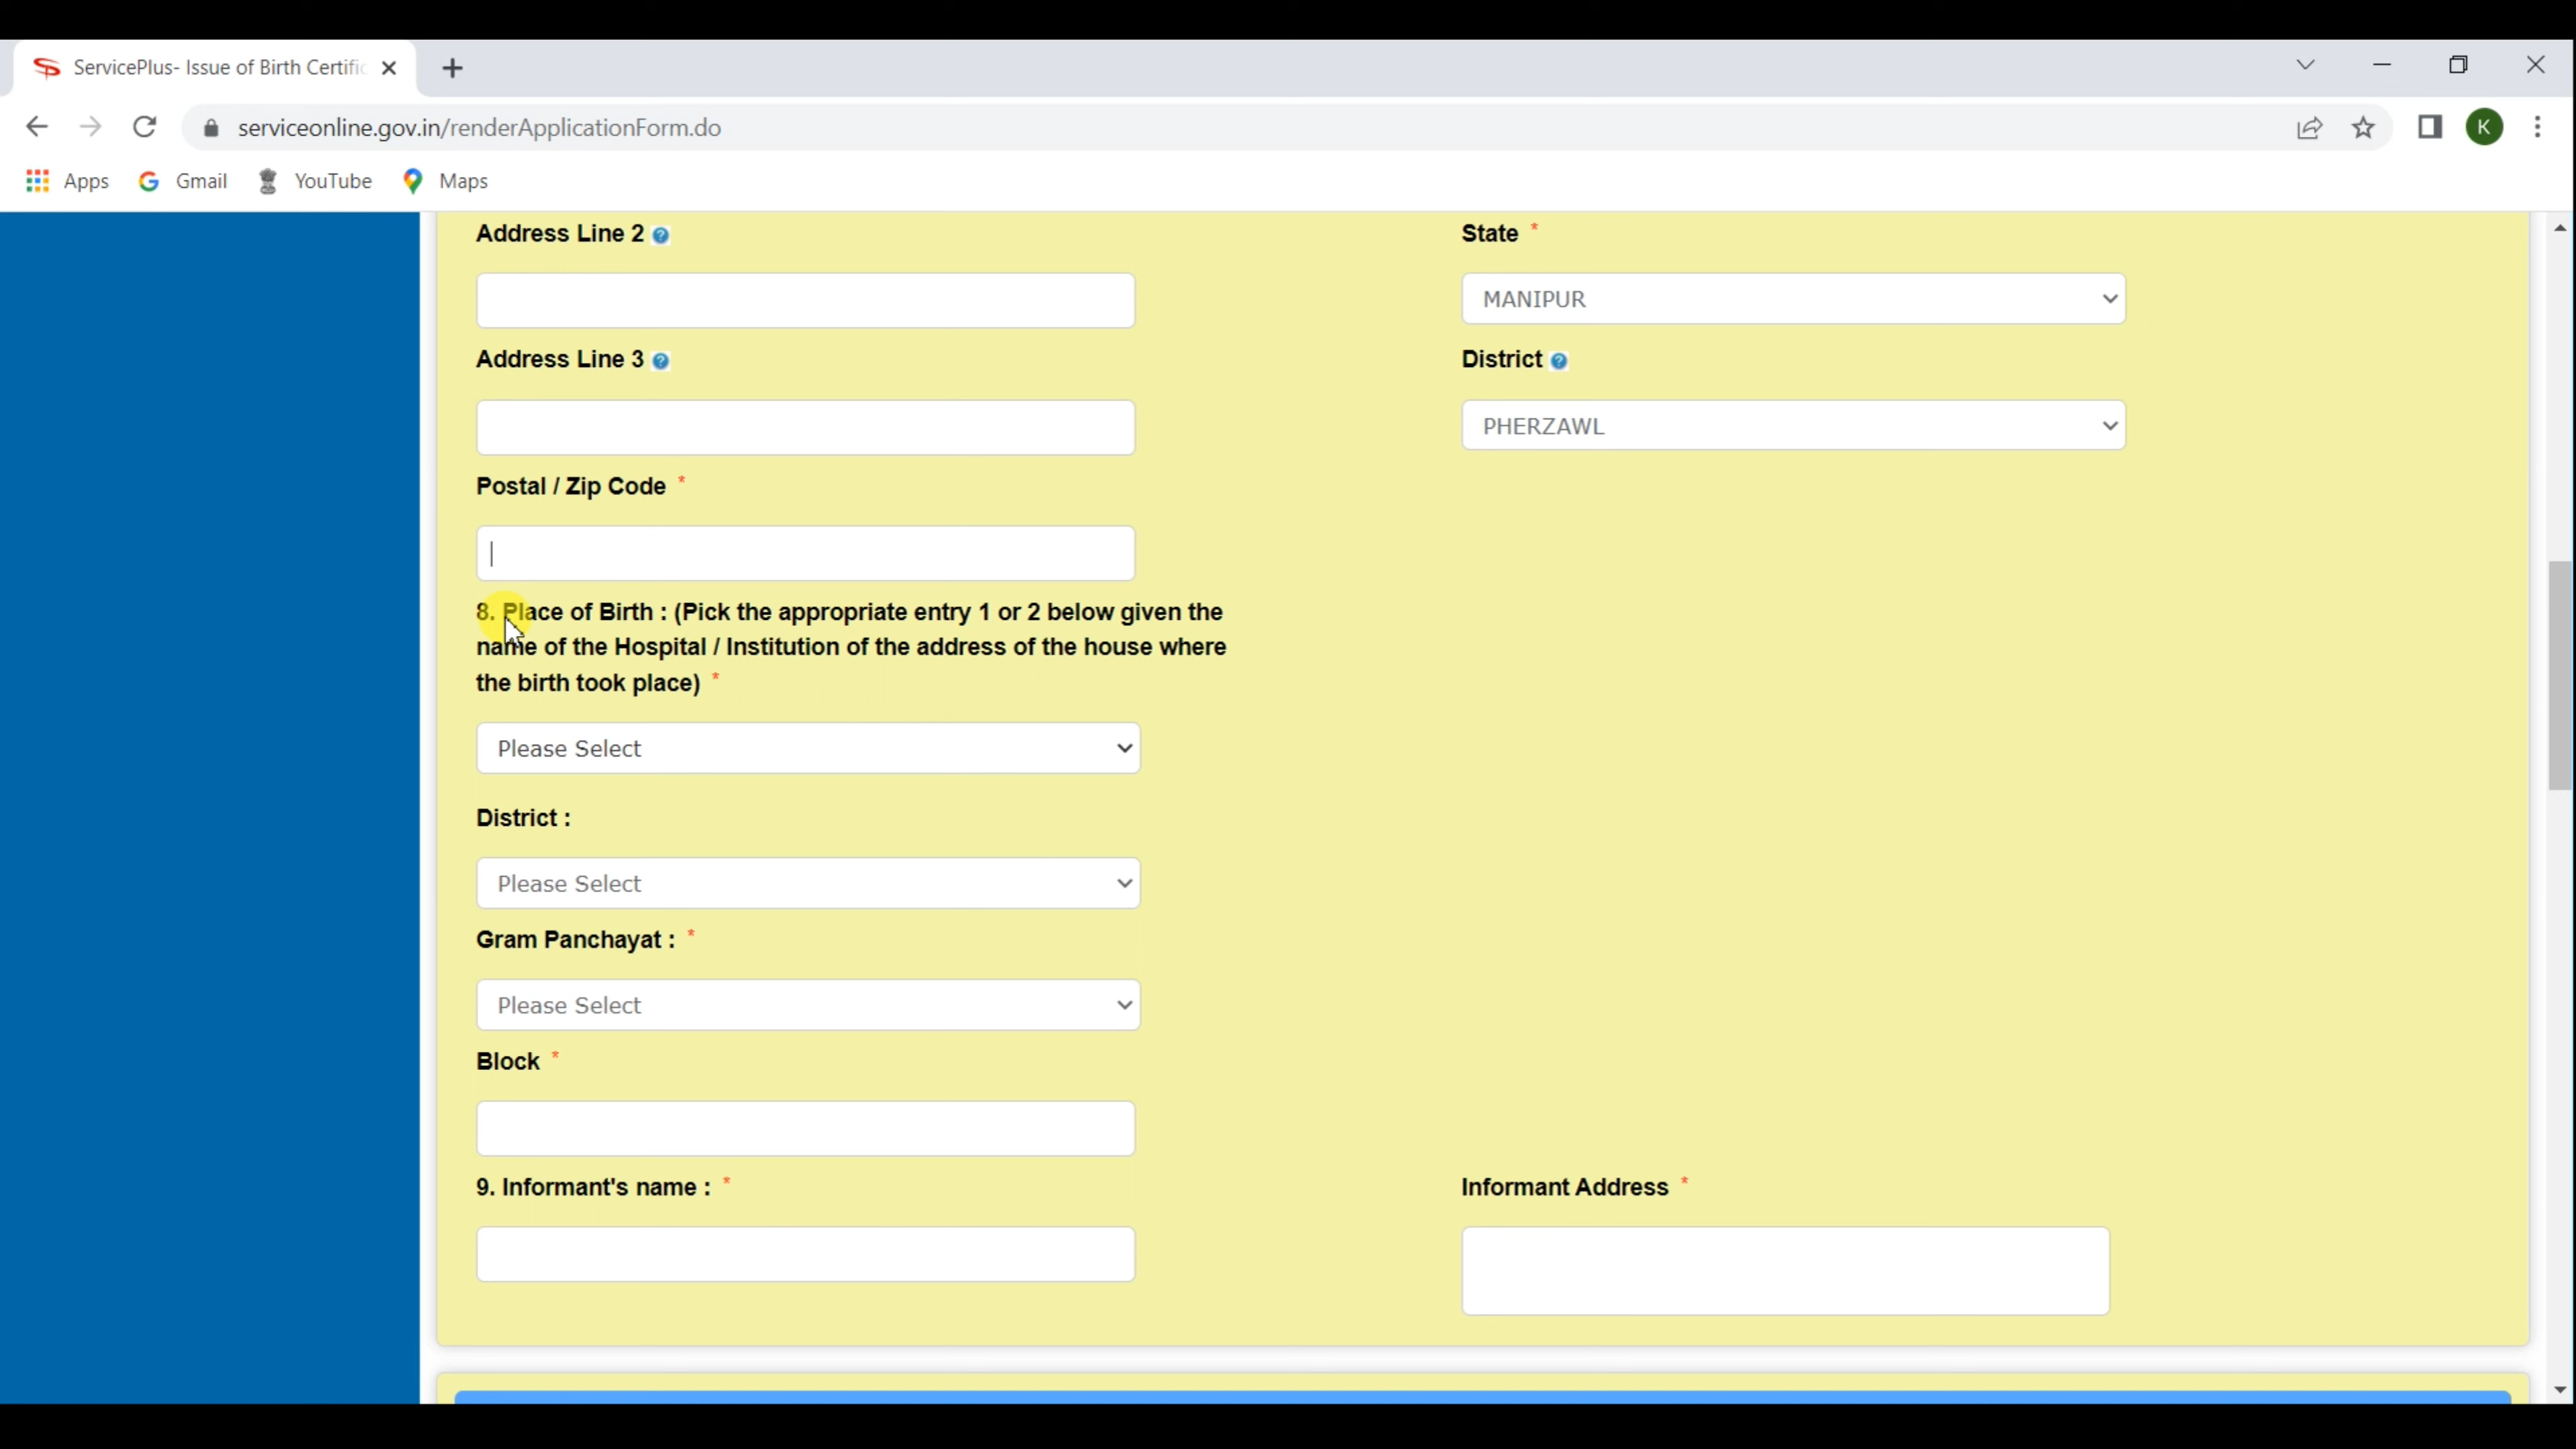 ServicePlus- Issue of Birth Certific
serviceonline.gov.in/renderApplicationForm.do
K
Apps
Gmail
YouTube
Maps
Address Line 2 ?
State *
MANIPUR
Address Line 3 ?
District ?
PHERZAWL
Postal / Zip Code *
8. Place of Birth : (Pick the appropriate entry 1 or 2 below given the
name of the Hospital / Institution of the address of the house where
the birth took place) *
Please Select
District :
Please Select
Gram Panchayat : *
Please Select
Block *
9. Informant's name : *
Informant Address *